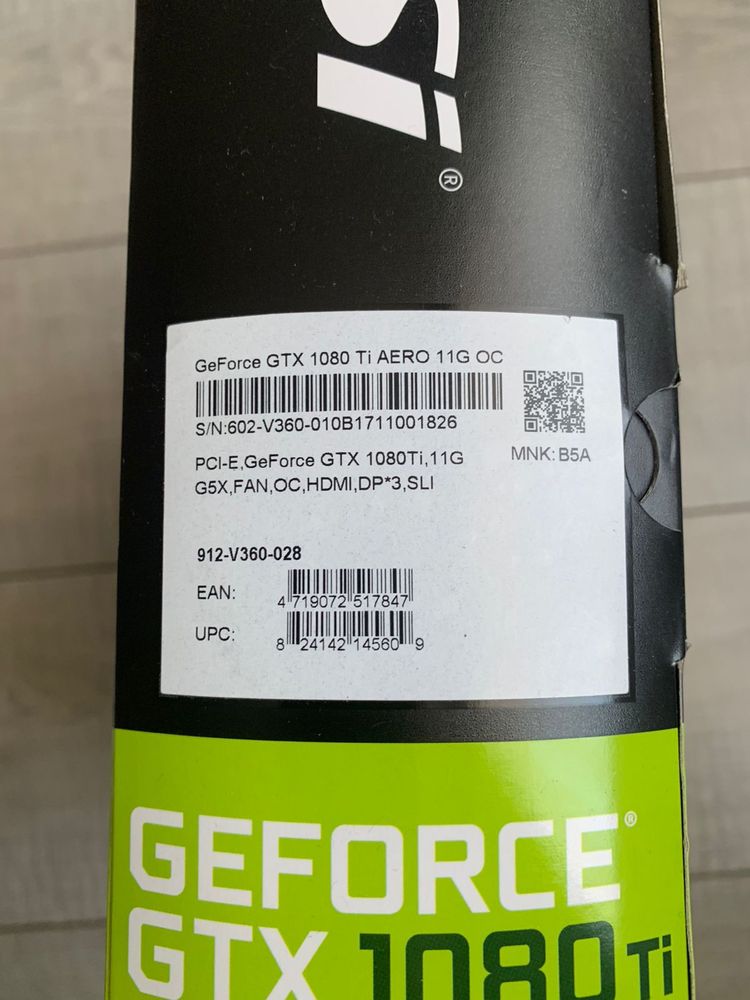 si®
GeForce GTX 1080 Ti AERO 11G OC
S/N:602-V360-010B1711001826
PCI-E,GeForce GTX 1080Ti,11G
G5X,FAN,OC,HDMI,DP*3,SLI
MNK: B5A
912-V360-028
EAN:
4 719072 517847
UPC:
8 24142 14560 9
GEFORCE®
GTX 1080 Ti